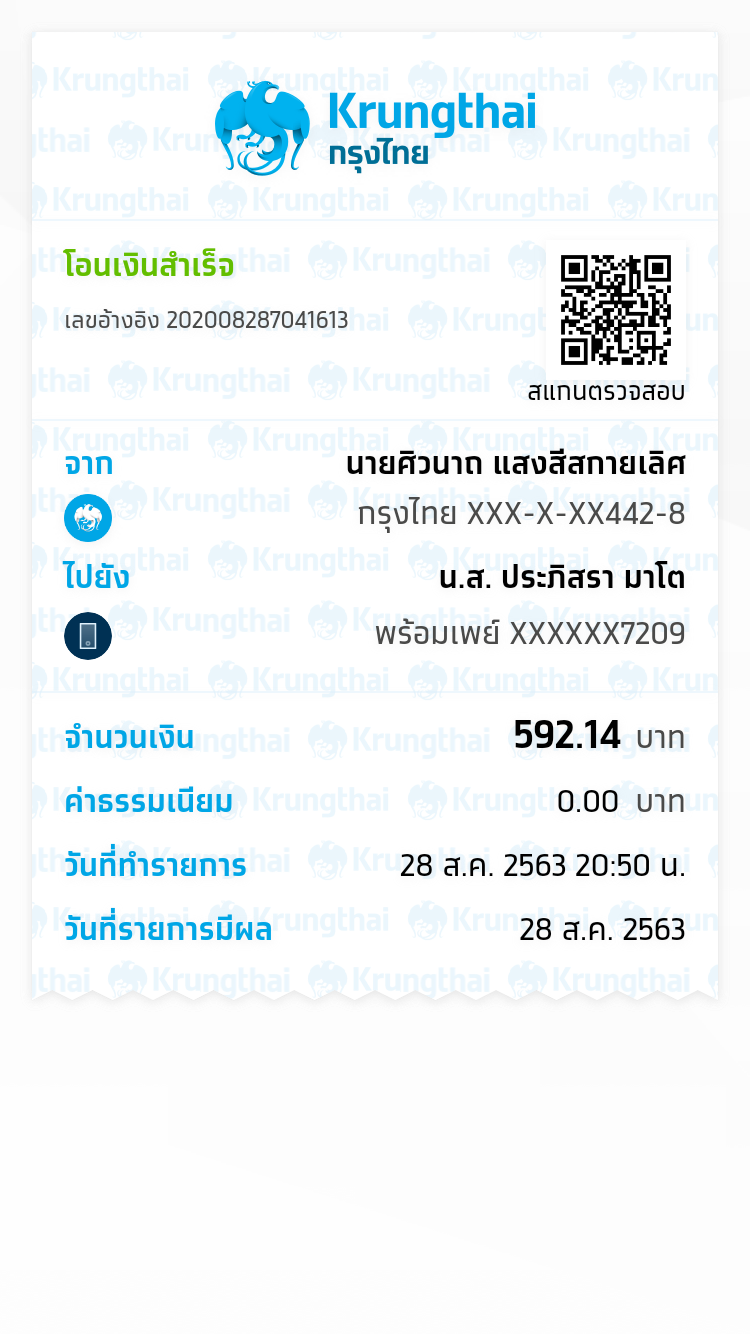 Krungthai
กรุงไทย
โอนเงินสำเร็จ
เลขอ้างอิง 202008287041613
สแกนตรวจสอบ
จาก นายศิวนาถ แสงสีสกายเลิศ
กรุงไทย XXX-X-XX442-8
ไปยัง น.ส. ประภิสรา มาโต
พร้อมเพย์ XXXXXX7209
จำนวนเงิน 592.14 บาท
ค่าธรรมเนียม 0.00 บาท
วันที่ทำรายการ 28 ส.ค. 2563 20:50 น.
วันที่รายการมีผล 28 ส.ค. 2563